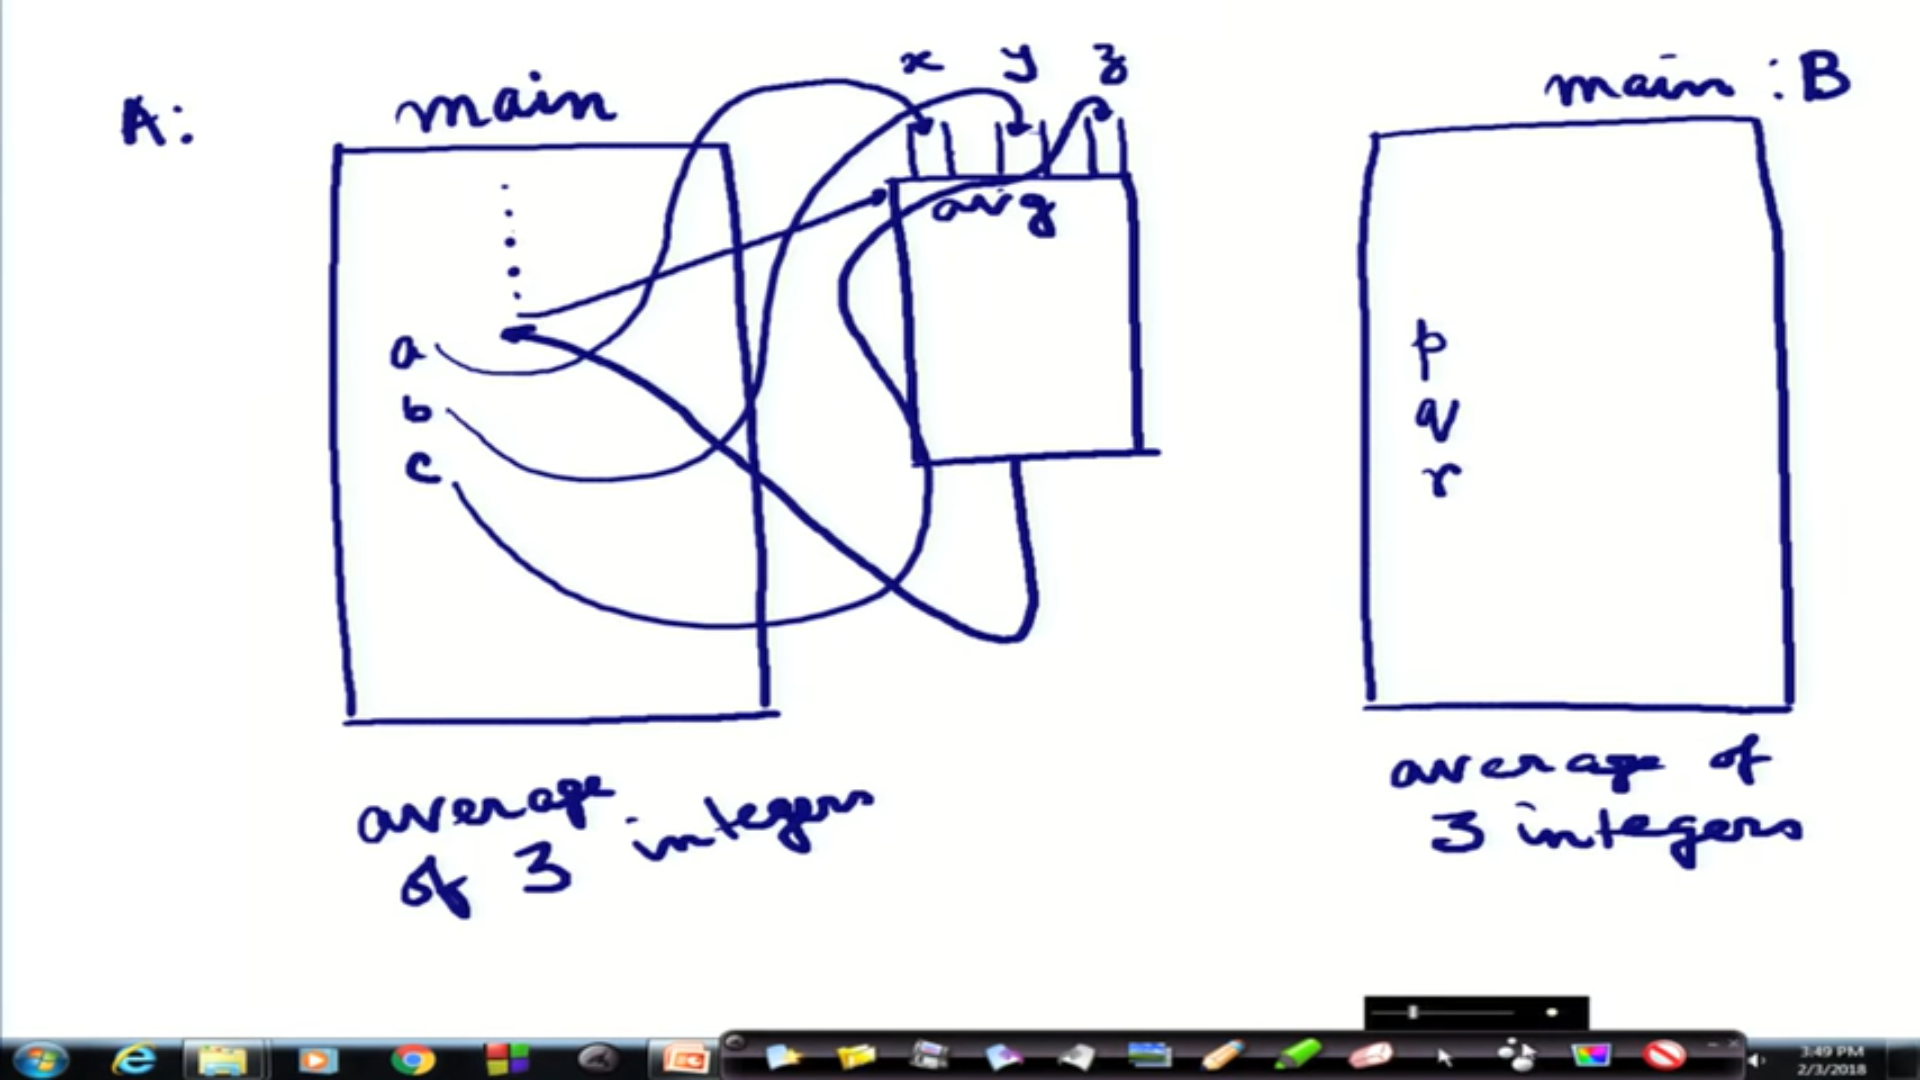 A:
main
x y z
avg
a
b
c
average
of 3 integers
main : B
p
q
r
average of
3 integers
3:49 PM
2/3/2018